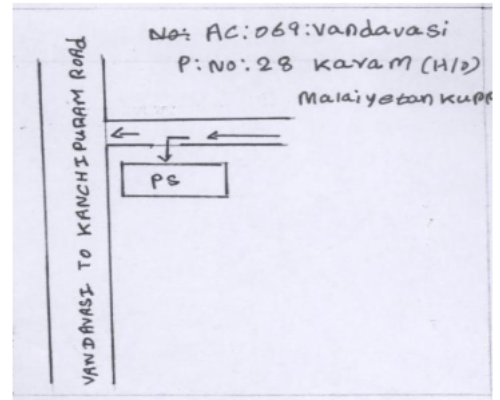 No: AC:069:Vandavasi
P:NO:28 Karam (H/D)
Malaiyetan Kupp
VANDAVASI TO KANCHIPURAM ROAD
PS